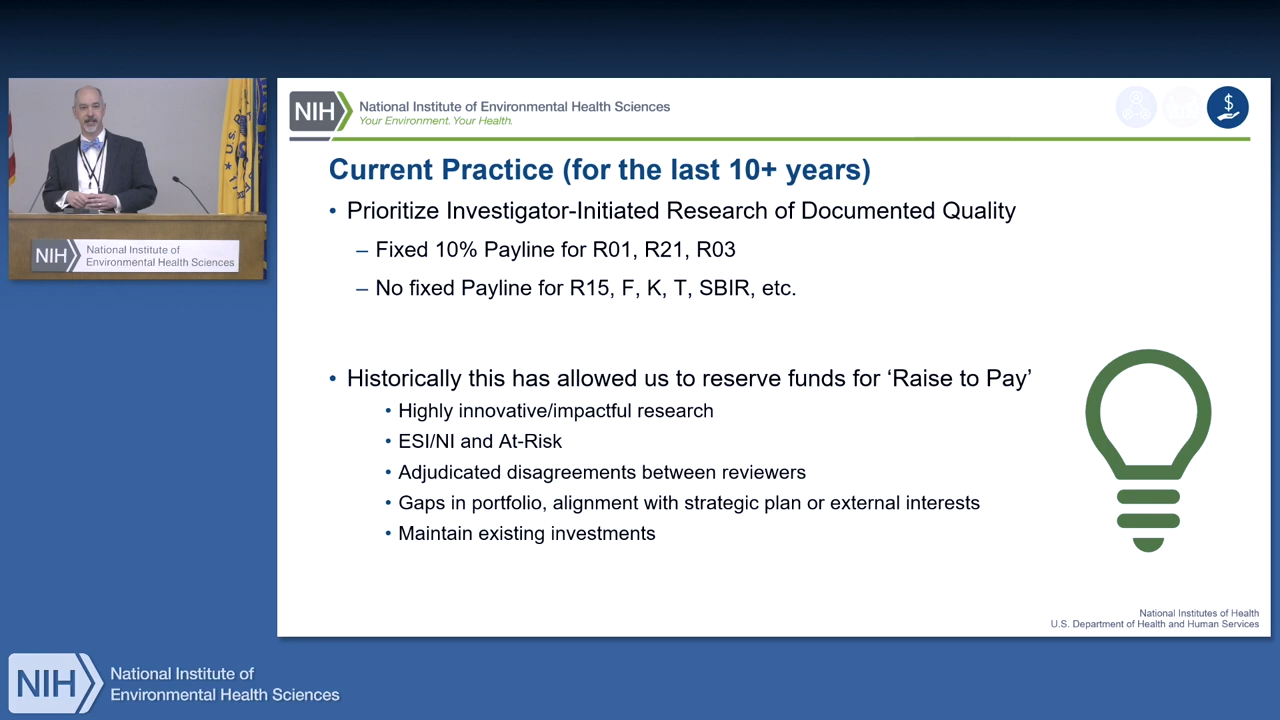 NIH
National Institute of Environmental Health Sciences
Your Environment. Your Health.
$
Current Practice (for the last 10+ years)
• Prioritize Investigator-Initiated Research of Documented Quality
– Fixed 10% Payline for R01, R21, R03
– No fixed Payline for R15, F, K, T, SBIR, etc.
• Historically this has allowed us to reserve funds for ‘Raise to Pay’
• Highly innovative/impactful research
• ESI/NI and At-Risk
• Adjudicated disagreements between reviewers
• Gaps in portfolio, alignment with strategic plan or external interests
• Maintain existing investments
National Institutes of Health
U.S. Department of Health and Human Services
NIH
National Institute of
Environmental Health Sciences
NIH
National Institute of
Environmental Health Sciences